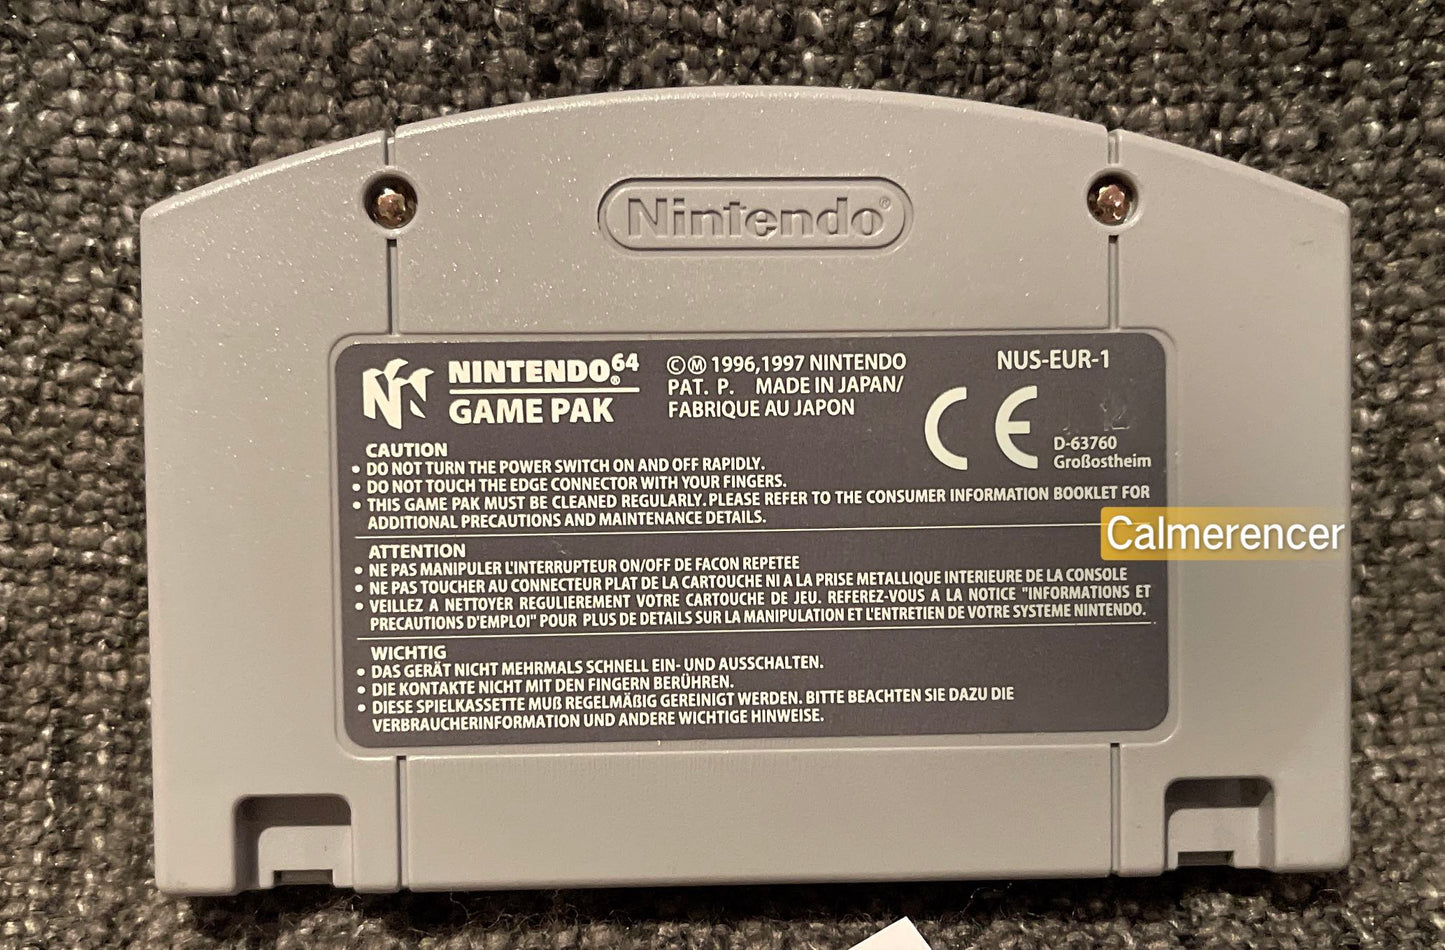 Nintendo®
NINTENDO®64
GAME PAK
©Ⓜ 1996,1997 NINTENDO
PAT. P. MADE IN JAPAN/
FABRIQUE AU JAPON
NUS-EUR-1
CE
D-63760
Großostheim
CAUTION
• DO NOT TURN THE POWER SWITCH ON AND OFF RAPIDLY.
• DO NOT TOUCH THE EDGE CONNECTOR WITH YOUR FINGERS.
• THIS GAME PAK MUST BE CLEANED REGULARLY. PLEASE REFER TO THE CONSUMER INFORMATION BOOKLET FOR
ADDITIONAL PRECAUTIONS AND MAINTENANCE DETAILS.
Calmerencer
ATTENTION
• NE PAS MANIPULER L'INTERRUPTEUR ON/OFF DE FACON REPETEE
• NE PAS TOUCHER AU CONNECTEUR PLAT DE LA CARTOUCHE NI A LA PRISE METALLIQUE INTERIEURE DE LA CONSOLE
• VEILLEZ A NETTOYER REGULIEREMENT VOTRE CARTOUCHE DE JEU. REFEREZ-VOUS A LA NOTICE "INFORMATIONS ET
PRECAUTIONS D'EMPLOI" POUR PLUS DE DETAILS SUR LA MANIPULATION ET L'ENTRETIEN DE VOTRE SYSTEME NINTENDO.
WICHTIG
• DAS GERÄT NICHT MEHRMALS SCHNELL EIN- UND AUSSCHALTEN.
• DIE KONTAKTE NICHT MIT DEN FINGERN BERÜHREN.
• DIESE SPIELKASSETTE MUß REGELMÄßIG GEREINIGT WERDEN. BITTE BEACHTEN SIE DAZU DIE
VERBRAUCHERINFORMATION UND ANDERE WICHTIGE HINWEISE.